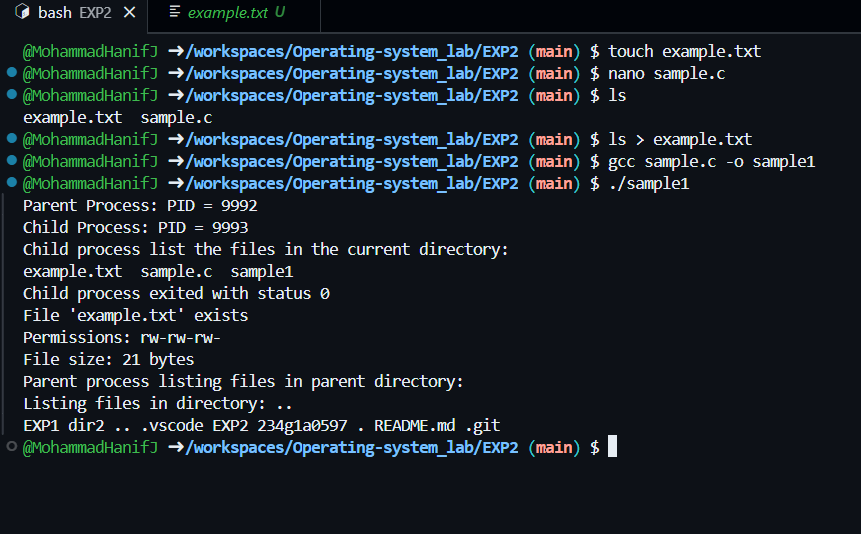 bash EXP2 × example.txt U
@MohammadHanifJ ➜/workspaces/Operating-system_lab/EXP2 (main) $ touch example.txt
@MohammadHanifJ ➜/workspaces/Operating-system_lab/EXP2 (main) $ nano sample.c
@MohammadHanifJ ➜/workspaces/Operating-system_lab/EXP2 (main) $ ls
example.txt  sample.c
@MohammadHanifJ ➜/workspaces/Operating-system_lab/EXP2 (main) $ ls > example.txt
@MohammadHanifJ ➜/workspaces/Operating-system_lab/EXP2 (main) $ gcc sample.c -o sample1
@MohammadHanifJ ➜/workspaces/Operating-system_lab/EXP2 (main) $ ./sample1
Parent Process: PID = 9992
Child Process: PID = 9993
Child process list the files in the current directory:
example.txt  sample.c  sample1
Child process exited with status 0
File 'example.txt' exists
Permissions: rw-rw-rw-
File size: 21 bytes
Parent process listing files in parent directory:
Listing files in directory: ..
EXP1 dir2 .. .vscode EXP2 234g1a0597 . README.md .git
@MohammadHanifJ ➜/workspaces/Operating-system_lab/EXP2 (main) $